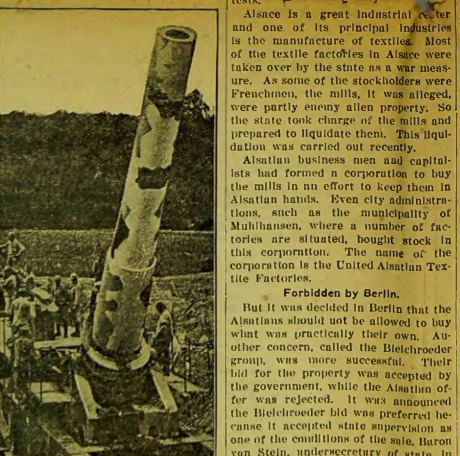 tests.
Alsace is a great industrial center
and one of its principal industries
is the manufacture of textiles. Most
of the textile factories in Alsace were
taken over by the state as a war meas-
ure. As some of the stockholders were
Frenchmen, the mills, it was alleged,
were partly enemy alien property. So
the state took charge of the mills and
prepared to liquidate them. This liqui-
dation was carried out recently.
Alsatian business men and capital-
ists had formed a corporation to buy
the mills in an effort to keep them in
Alsatian hands. Even city administra-
tions, such as the municipality of
Muhlhausen, where a number of fac-
tories are situated, bought stock in
this corporation. The name of the
corporation is the United Alsatian Tex-
tile Factories.
Forbidden by Berlin.
But it was decided in Berlin that the
Alsatians should not be allowed to buy
what was practically their own. An-
other concern, called the Bleichroeder
group, was more successful. Their
bid for the property was accepted by
the government, while the Alsatian of-
fer was rejected. It was announced
the Bleichroeder bid was preferred be-
cause it accepted state supervision as
one of the conditions of the sale. Baron
von Stein, undersecretary of state, in